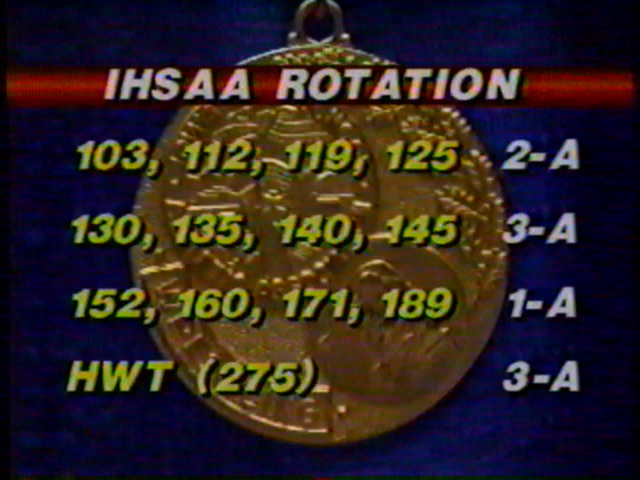 IHSAA ROTATION
103, 112, 119, 125 2-A
130, 135, 140, 145 3-A
152, 160, 171, 189 1-A
HWT (275) 3-A